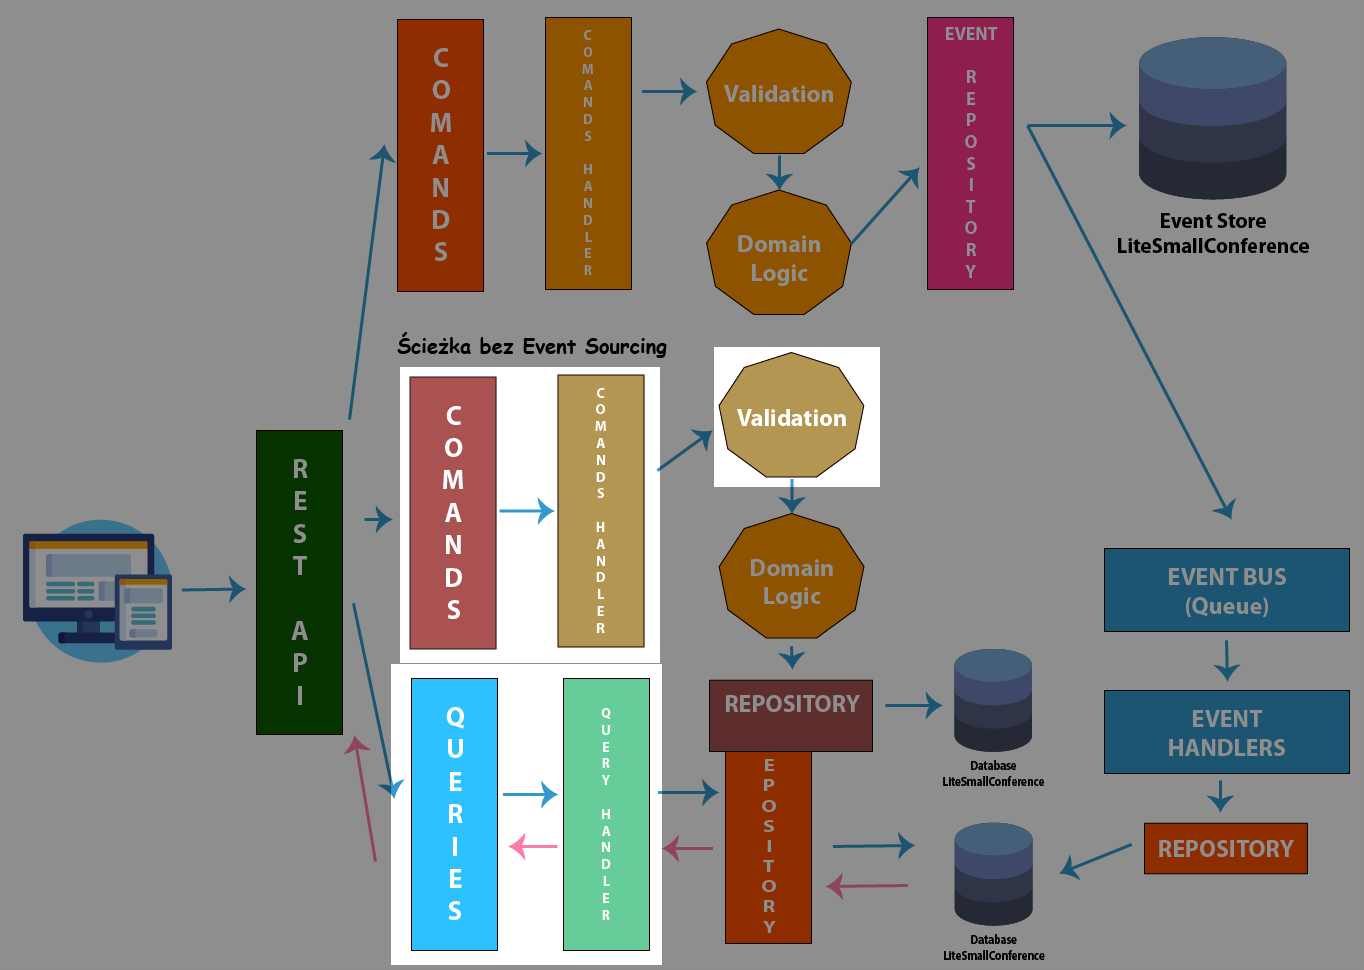 COMANDS
COMANDS HANDLER
Validation
Domain
Logic
EVENT
REPOSITORY
Event Store
LiteSmallConference
Ścieżka bez Event Sourcing
REST API
COMANDS
COMANDS HANDLER
Validation
Domain
Logic
REPOSITORY
Database
LiteSmallConference
EVENT BUS
(Queue)
EVENT
HANDLERS
REPOSITORY
QUERIES
QUERY HANDLER
EPOSITORY
Database
LiteSmallConference